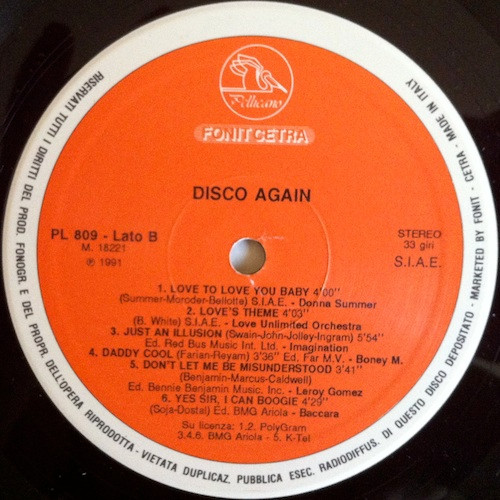 Pellicano
FONIT CETRA
DISCO AGAIN
PL 809 - Lato B
M. 18221
℗ 1991
STEREO
33 giri
S.I.A.E.
1. LOVE TO LOVE YOU BABY 4'00"
(Summer-Moroder-Bellotte) S.I.A.E. - Donna Summer
2. LOVE'S THEME 4'03"
(B. White) S.I.A.E. - Love Unlimited Orchestra
3. JUST AN ILLUSION (Swain-John-Jolley-Ingram) 5'54"
Ed. Red Bus Music Int. Ltd. - Imagination
4. DADDY COOL (Farian-Reyam) 3'36" Ed. Far M.V. - Boney M.
5. DON'T LET ME BE MISUNDERSTOOD 3'41"
(Benjamin-Marcus-Caldwell)
Ed. Bennie Benjamin Music. Inc. - Leroy Gomez
6. YES SIR, I CAN BOOGIE 4'29"
(Soja-Dostal) Ed. BMG Ariola - Baccara
Su licenza: 1.2. PolyGram
3.4.6. BMG Ariola - 5. K-Tel
RISERVATI TUTTI I DIRITTI DEL PROD. FONOGR. E DEL PROPR. DELL'OPERA RIPRODOTTA - VIETATA DUPLICAZ. PUBBLICA ESEC. RADIODIFFUS. DI QUESTO DISCO DEPOSITATO - MARKETED BY FONIT - CETRA - MADE IN ITALY